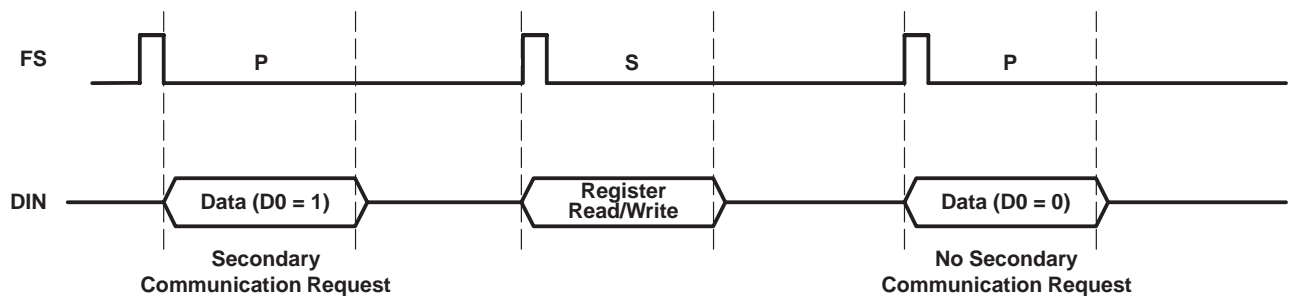 FS
P
S
P
DIN
Data (D0 = 1)
Register
Read/Write
Data (D0 = 0)
Secondary
Communication Request
No Secondary
Communication Request